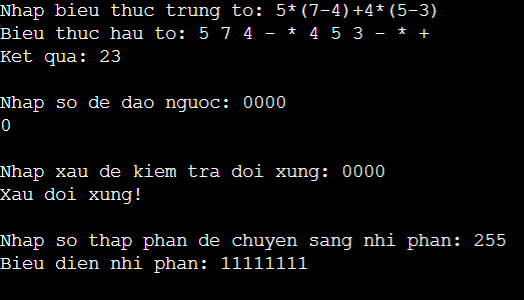 Nhap bieu thuc trung to: 5*(7-4)+4*(5-3)
Bieu thuc hau to: 5 7 4 - * 4 5 3 - * +
Ket qua: 23
Nhap so de dao nguoc: 0000
0
Nhap xau de kiem tra doi xung: 0000
Xau doi xung!
Nhap so thap phan de chuyen sang nhi phan: 255
Bieu dien nhi phan: 11111111